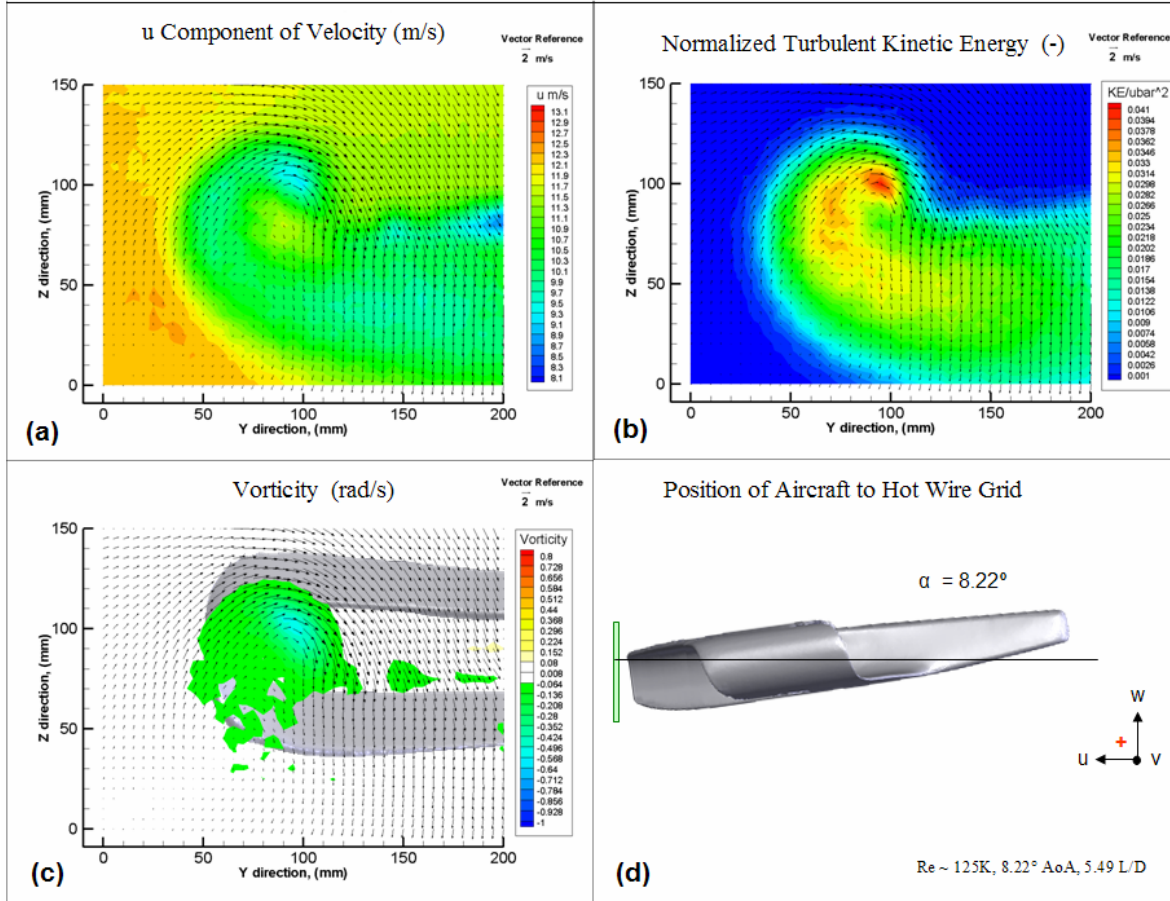 u Component of Velocity (m/s)
Vector Reference
2 m/s
150
100
50
0
Z direction, (mm)
0 50 100 150 200
Y direction, (mm)
u m/s
13.1
12.9
12.7
12.5
12.3
12.1
11.9
11.7
11.5
11.3
11.1
10.9
10.7
10.5
10.3
10.1
9.9
9.7
9.5
9.3
9.1
8.9
8.7
8.5
8.3
8.1
(a)
Normalized Turbulent Kinetic Energy (-)
Vector Reference
2 m/s
150
100
50
0
Z direction, (mm)
0 50 100 150 200
Y direction, (mm)
KE/ubar^2
0.041
0.0394
0.0362
0.0346
0.033
0.0314
0.0298
0.0282
0.0266
0.025
0.0234
0.0218
0.0202
0.0186
0.017
0.0154
0.0138
0.0122
0.0106
0.009
0.0074
0.0058
0.0042
0.0026
0.001
(b)
Vorticity (rad/s)
Vector Reference
2 m/s
150
100
50
0
Z direction, (mm)
0 50 100 150 200
Y direction, (mm)
Vorticity
0.8
0.728
0.656
0.584
0.512
0.44
0.368
0.296
0.224
0.152
0.08
0.008
-0.064
-0.136
-0.208
-0.28
-0.352
-0.424
-0.496
-0.568
-0.64
-0.712
-0.784
-0.856
-0.928
-1
(c)
Position of Aircraft to Hot Wire Grid
α = 8.22º
w
+
u
v
Re ~ 125K, 8.22° AoA, 5.49 L/D
(d)